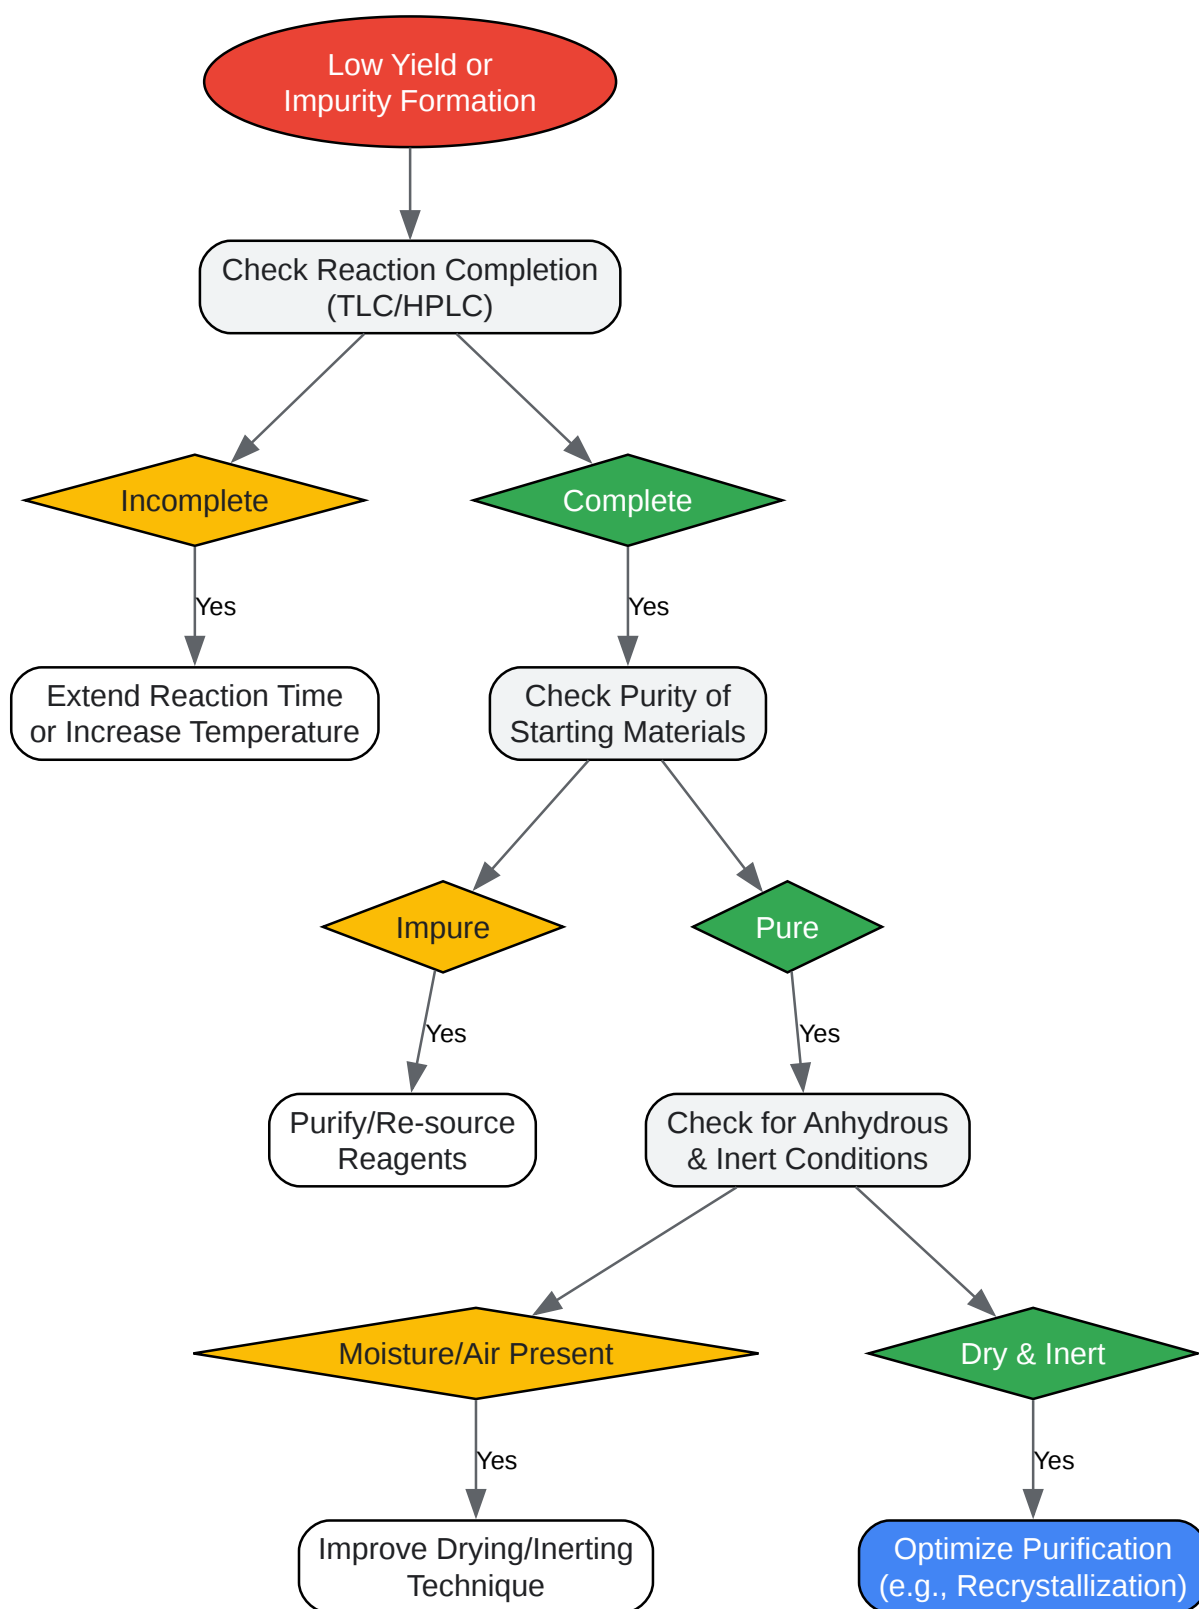 Low Yield or
Impurity Formation
Check Reaction Completion
(TLC/HPLC)
Incomplete
Complete
Yes
Yes
Extend Reaction Time
or Increase Temperature
Check Purity of
Starting Materials
Impure
Pure
Yes
Yes
Purify/Re-source
Reagents
Check for Anhydrous
& Inert Conditions
Moisture/Air Present
Dry & Inert
Yes
Yes
Improve Drying/Inerting
Technique
Optimize Purification
(e.g., Recrystallization)